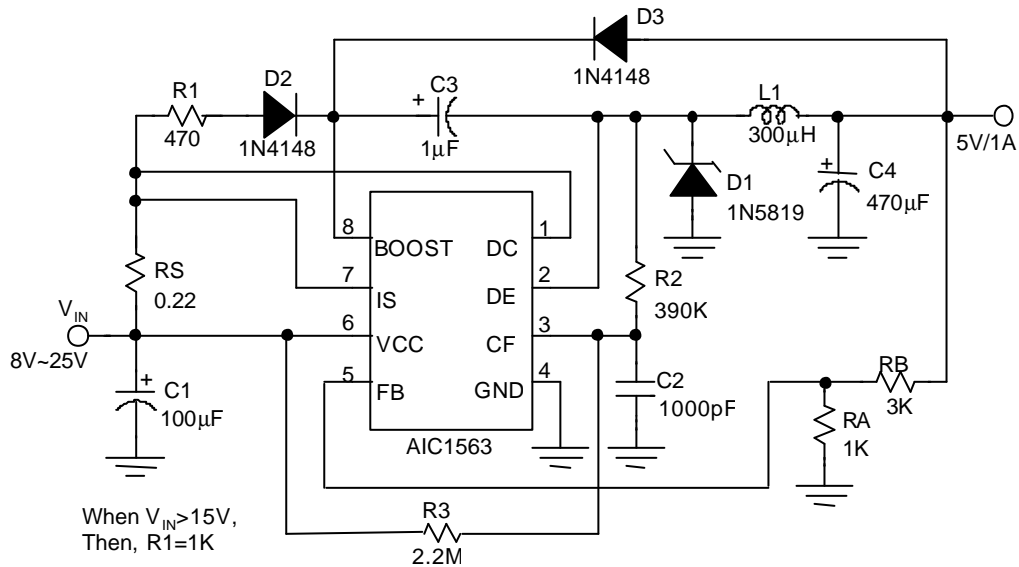 D3
1N4148
D2
R1
470
1N4148
C3
+
1µF
L1
300µH
5V/1A
D1
1N5819
+
C4
470µF
8
BOOST
DC
1
7
IS
DE
2
6
VCC
CF
3
5
FB
GND
4
AIC1563
RS
0.22
V_IN
8V~25V
+
C1
100µF
R2
390K
C2
1000pF
RB
3K
RA
1K
R3
2.2M
When V_IN>15V,
Then, R1=1K